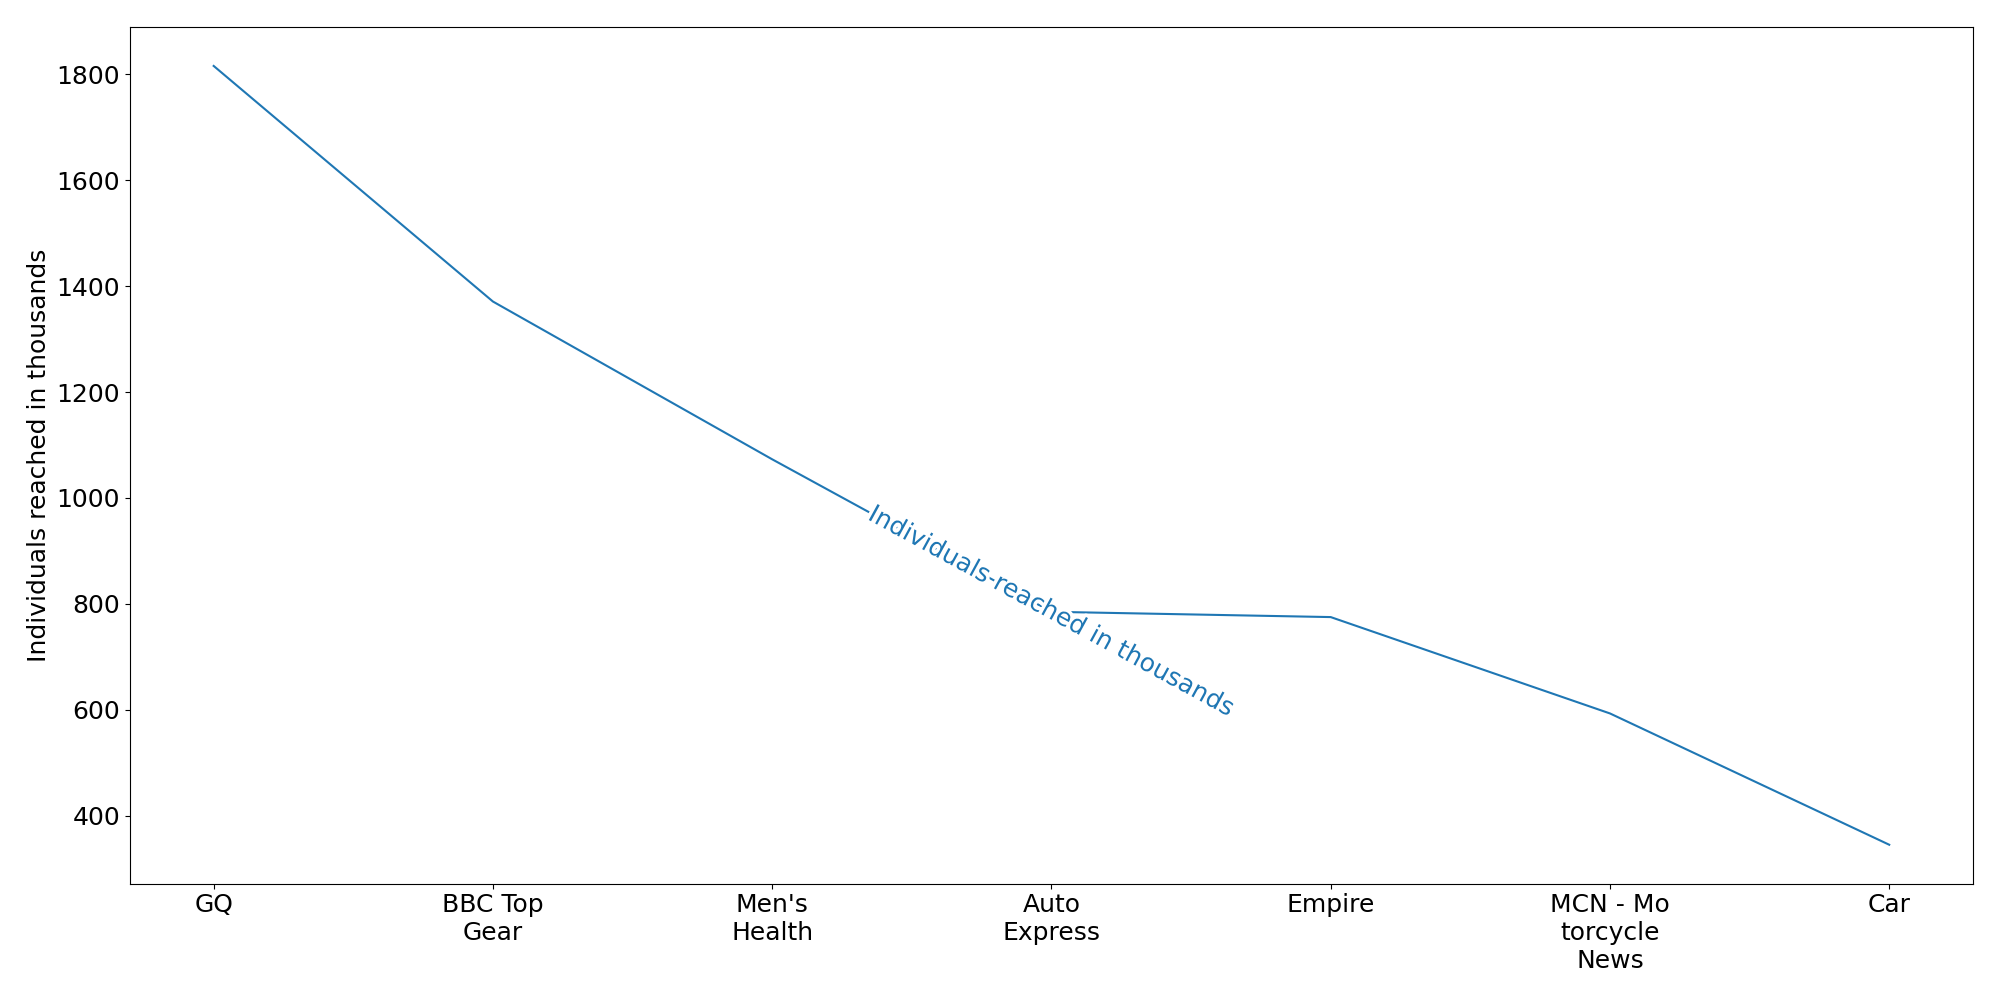 Individuals reached in thousands
1800
1600
1400
1200
1000
800
600
400
Individuals reached in thousands
GQ
BBC Top
Gear
Men's
Health
Auto
Express
Empire
MCN - Mo
torcycle
News
Car